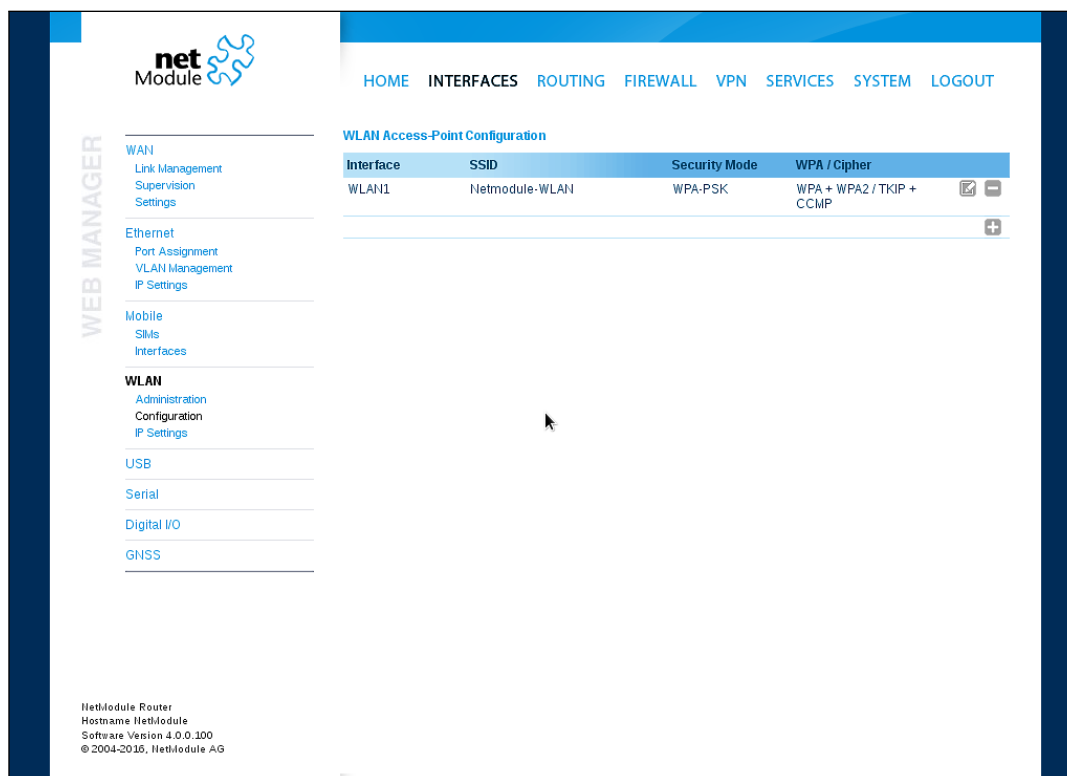 net
Module
HOME INTERFACES ROUTING FIREWALL VPN SERVICES SYSTEM LOGOUT
WEB MANAGER
WAN
Link Management
Supervision
Settings
Ethernet
Port Assignment
VLAN Management
IP Settings
Mobile
SIMs
Interfaces
WLAN
Administration
Configuration
IP Settings
USB
Serial
Digital I/O
GNSS
WLAN Access-Point Configuration
Interface SSID Security Mode WPA / Cipher
WLAN1 Netmodule-WLAN WPA-PSK WPA + WPA2 / TKIP +
CCMP
NetModule Router
Hostname NetModule
Software Version 4.0.0.100
© 2004-2016, NetModule AG